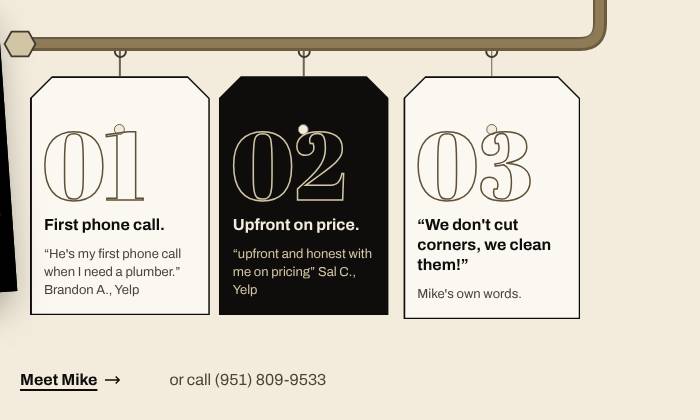 01
First phone call.
“He's my first phone call
when I need a plumber.”
Brandon A., Yelp
02
Upfront on price.
“upfront and honest with
me on pricing” Sal C.,
Yelp
03
“We don't cut
corners, we clean
them!”
Mike's own words.
Meet Mike →
or call (951) 809-9533